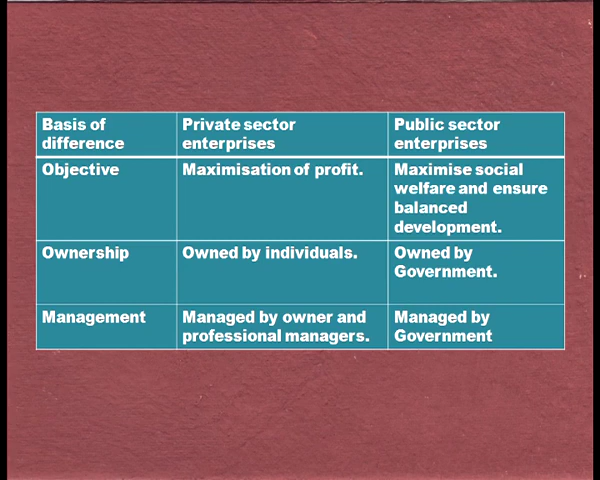 Basis of
difference
Private sector
enterprises
Public sector
enterprises
Objective
Maximisation of profit.
Maximise social
welfare and ensure
balanced
development.
Ownership
Owned by individuals.
Owned by
Government.
Management
Managed by owner and
professional managers.
Managed by
Government